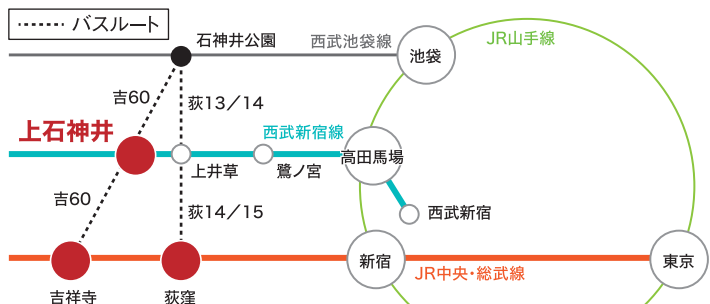 バスルート
石神井公園
西武池袋線
池袋
JR山手線
吉60
荻13／14
上石神井
西武新宿線
高田馬場
上井草
鷺ノ宮
吉60
荻14／15
西武新宿
新宿
東京
JR中央・総武線
吉祥寺
荻窪